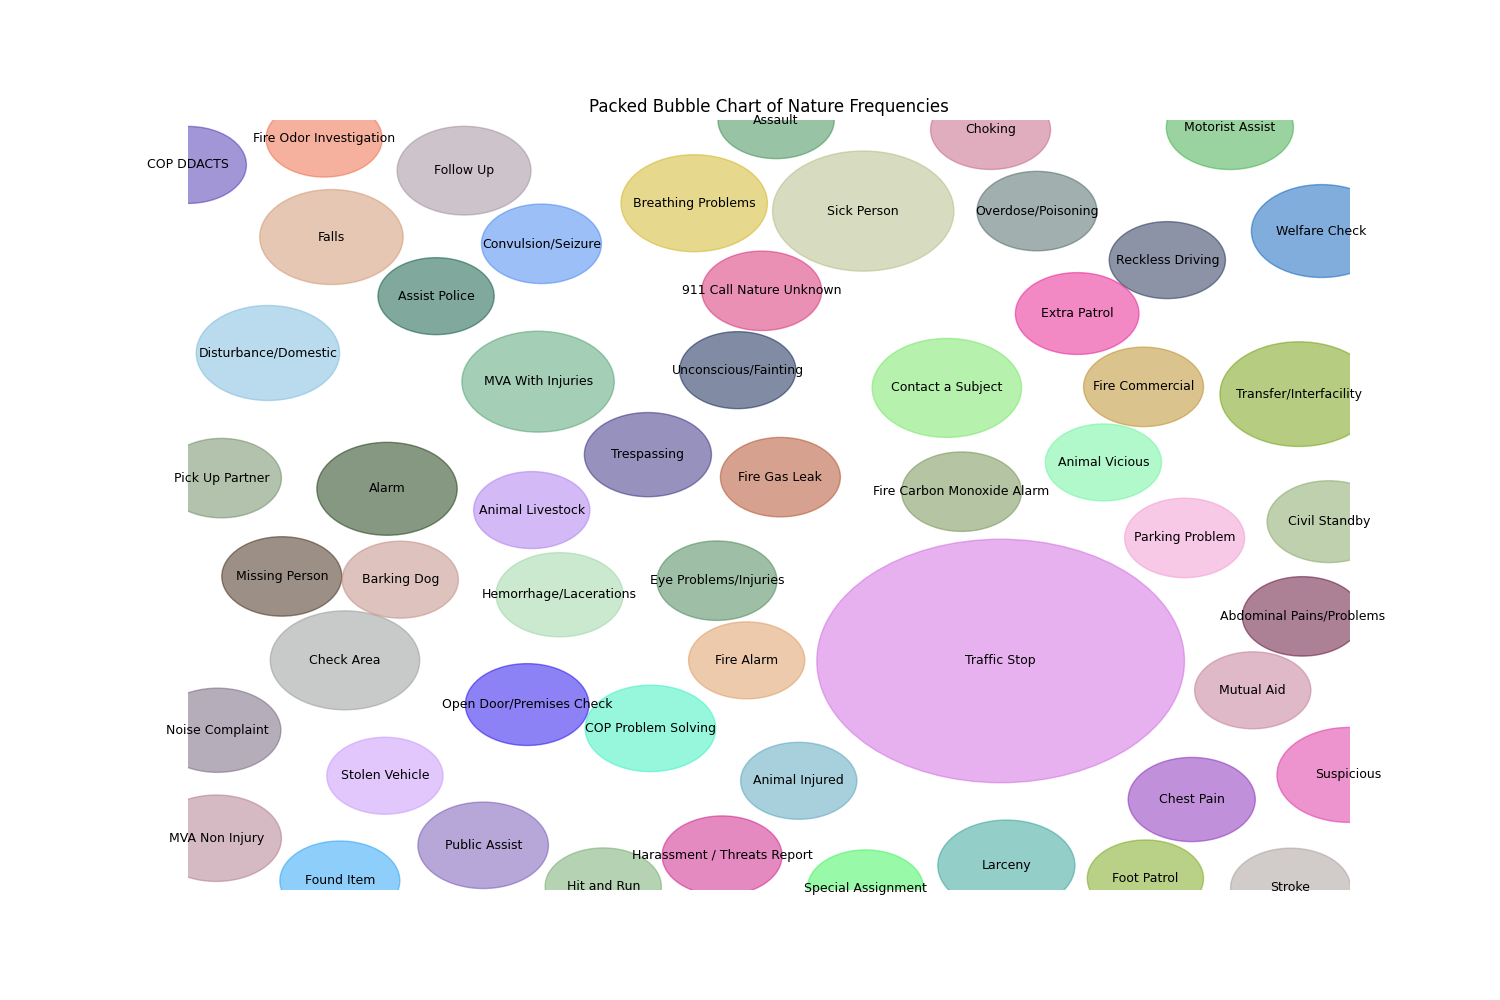 Packed Bubble Chart of Nature Frequencies
Assault
Choking
Motorist Assist
Fire Odor Investigation
COP DDACTS
Follow Up
Breathing Problems
Sick Person
Overdose/Poisoning
Welfare Check
Falls
Convulsion/Seizure
Reckless Driving
911 Call Nature Unknown
Assist Police
Extra Patrol
Disturbance/Domestic
Unconscious/Fainting
MVA With Injuries
Contact a Subject
Fire Commercial
Transfer/Interfacility
Trespassing
Animal Vicious
Pick Up Partner
Fire Gas Leak
Alarm
Fire Carbon Monoxide Alarm
Animal Livestock
Civil Standby
Parking Problem
Missing Person
Barking Dog
Eye Problems/Injuries
Hemorrhage/Lacerations
Abdominal Pains/Problems
Check Area
Fire Alarm
Traffic Stop
Mutual Aid
Open Door/Premises Check
COP Problem Solving
Noise Complaint
Stolen Vehicle
Suspicious
Animal Injured
Chest Pain
MVA Non Injury
Public Assist
Harassment / Threats Report
Larceny
Foot Patrol
Found Item
Hit and Run
Special Assignment
Stroke